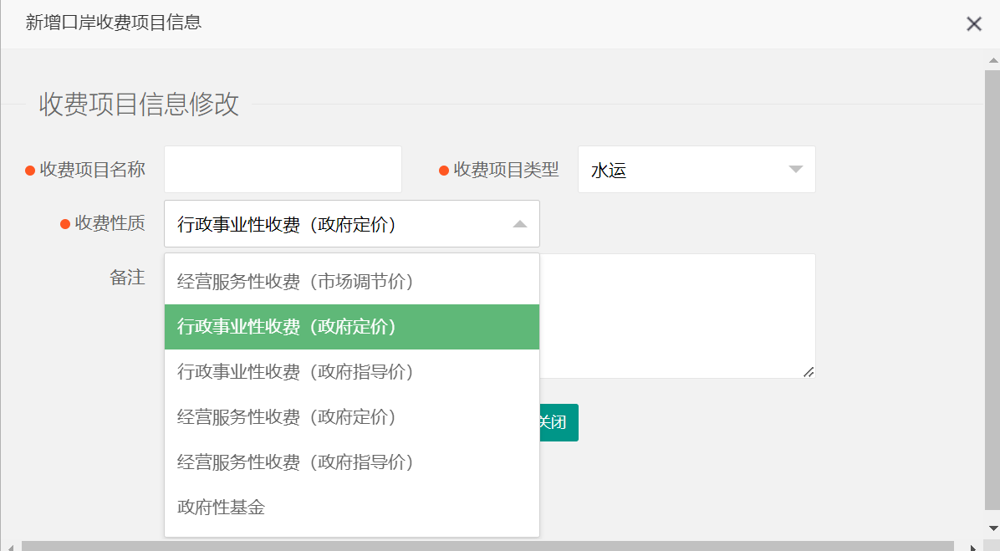 新增口岸收费项目信息
收费项目信息修改
收费项目名称
收费项目类型
水运
收费性质
行政事业性收费（政府定价）
备注
经营服务性收费（市场调节价）
行政事业性收费（政府定价）
行政事业性收费（政府指导价）
经营服务性收费（政府定价）
经营服务性收费（政府指导价）
政府性基金
关闭